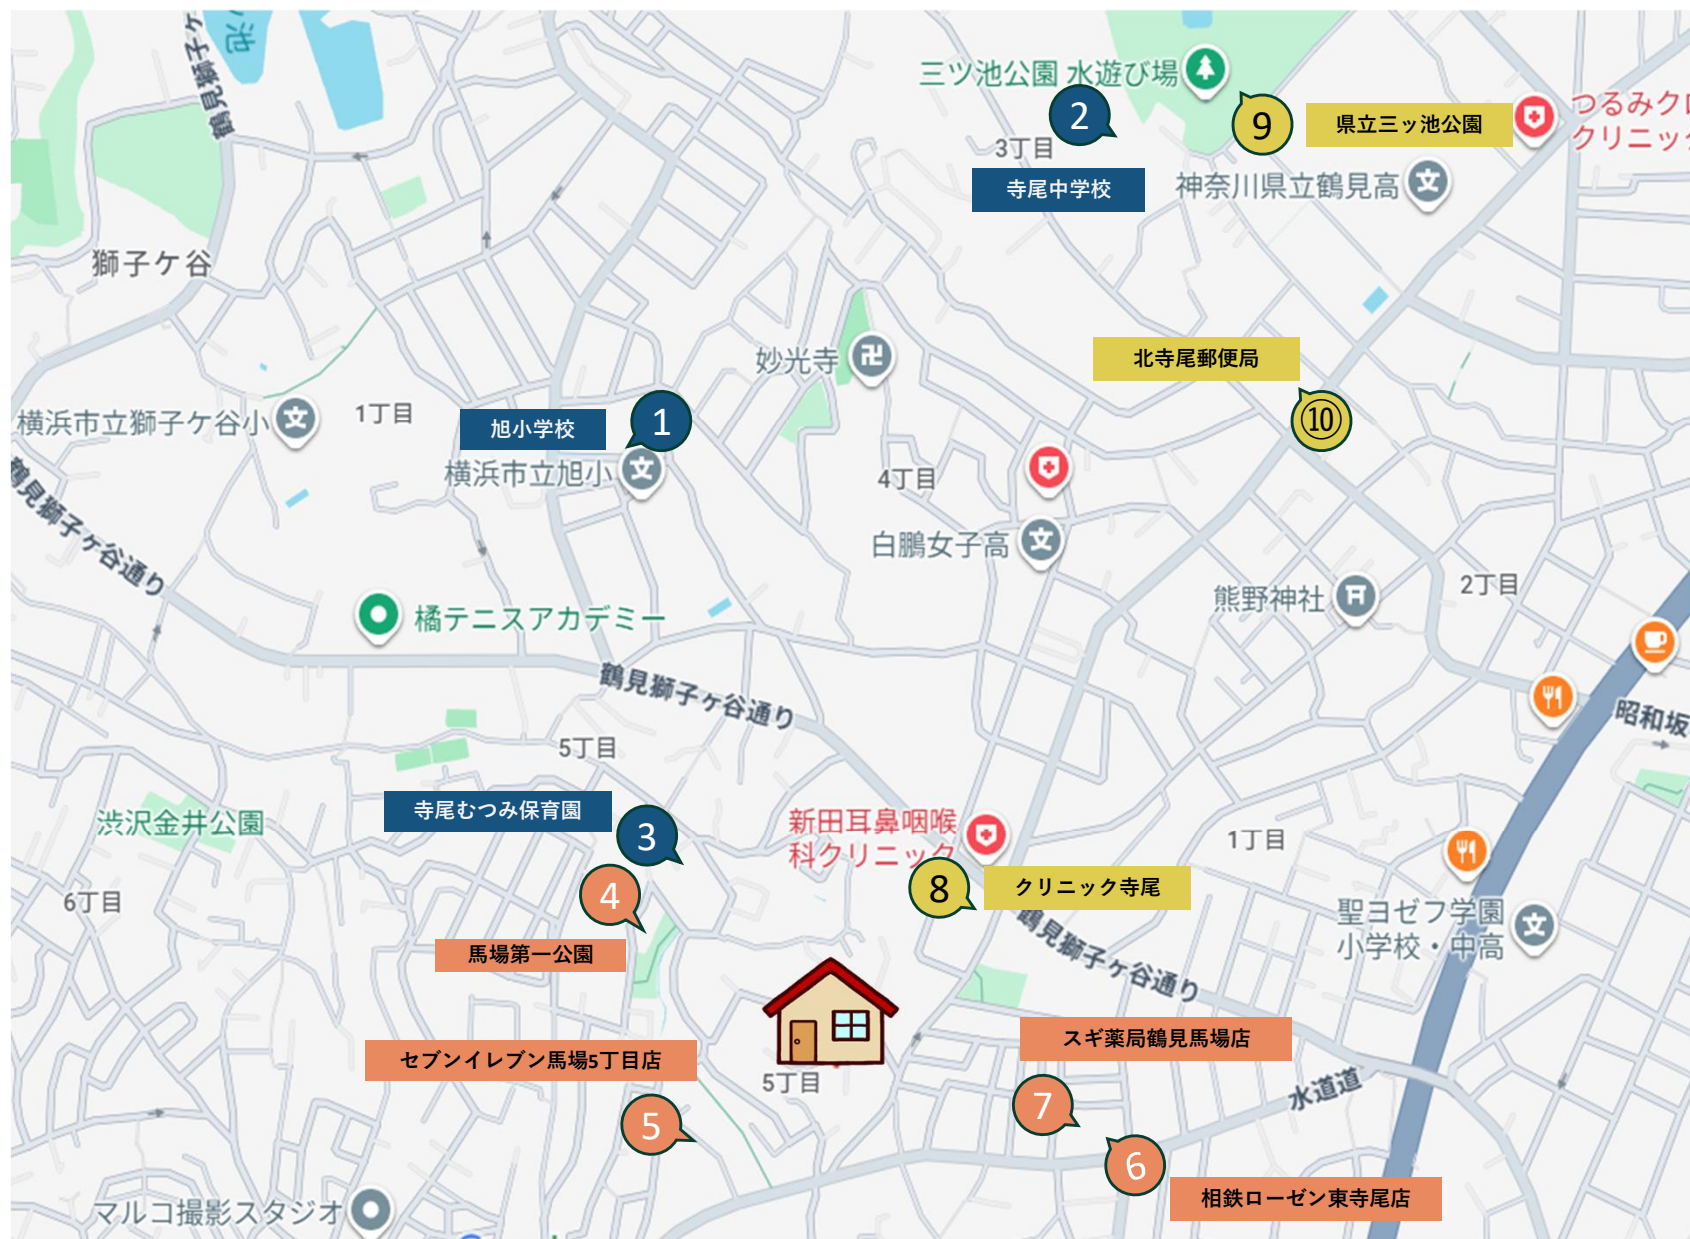 池
鶴見獅子ケ
三ツ池公園 水遊び場
2
9
県立三ッ池公園
つるみク
クリニッ
3丁目
寺尾中学校
神奈川県立鶴見高
獅子ケ谷
北寺尾郵便局
妙光寺
横浜市立獅子ケ谷小
1丁目
旭小学校
1
⑩
横浜市立旭小
4丁目
鶴見獅子ヶ谷通り
白鵬女子高
熊野神社
2丁目
橘テニスアカデミー
鶴見獅子ヶ谷通り
昭和坂
5丁目
渋沢金井公園
寺尾むつみ保育園
3
新田耳鼻咽喉
科クリニック
1丁目
4
8
クリニック寺尾
6丁目
馬場第一公園
鶴見獅子ヶ谷通り
聖ヨゼフ学園
小学校・中高
スギ薬局鶴見馬場店
セブンイレブン馬場5丁目店
5丁目
水道道
5
7
6
相鉄ローゼン東寺尾店
マルコ撮影スタジオ